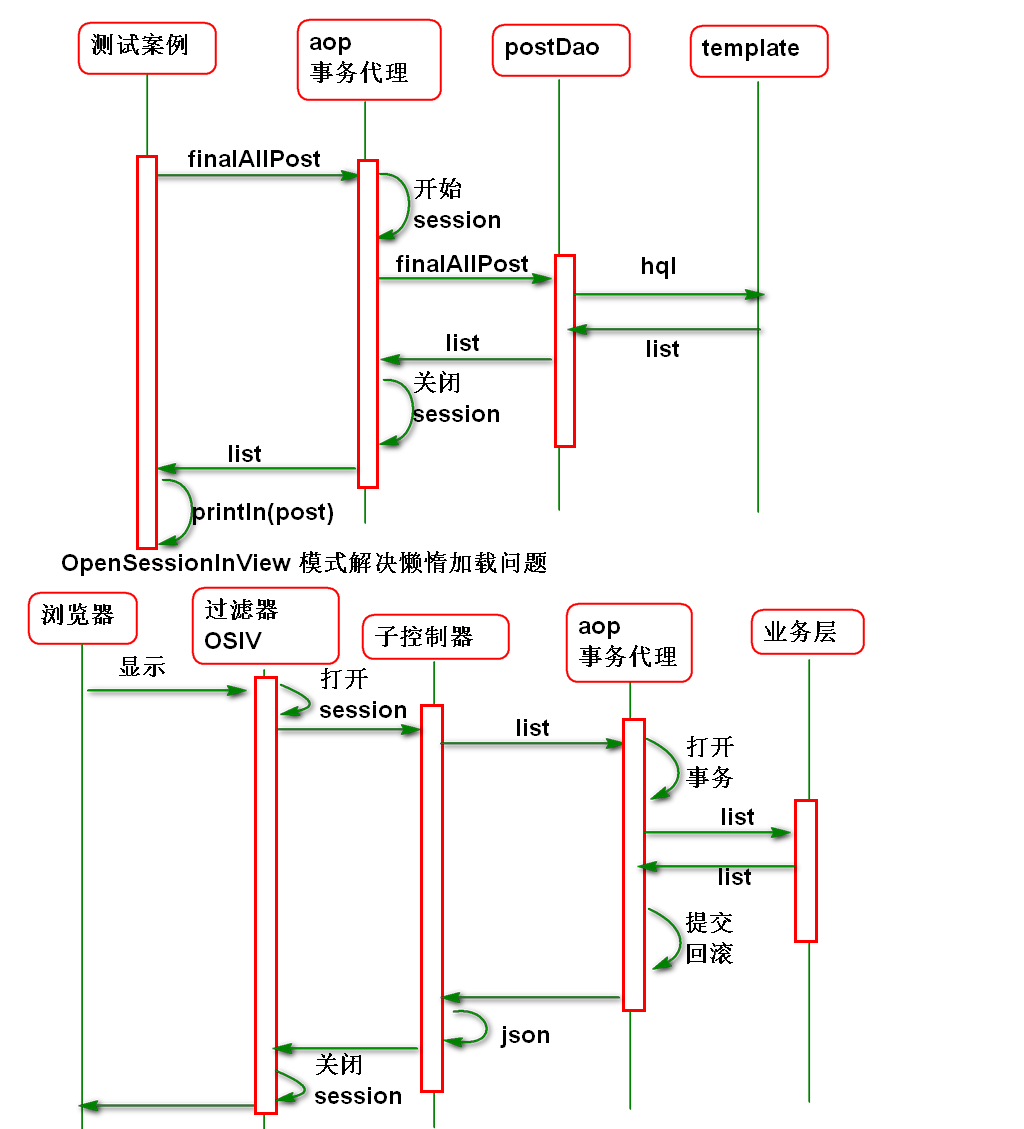 测试案例
aop
事务代理
postDao
template
finalAllPost
开始
session
finalAllPost
hql
list
list
关闭
session
list
println(post)
OpenSessionInView 模式解决懒惰加载问题
浏览器
过滤器
OSIV
子控制器
aop
事务代理
业务层
显示
打开
session
list
打开
事务
list
list
提交
回滚
json
关闭
session